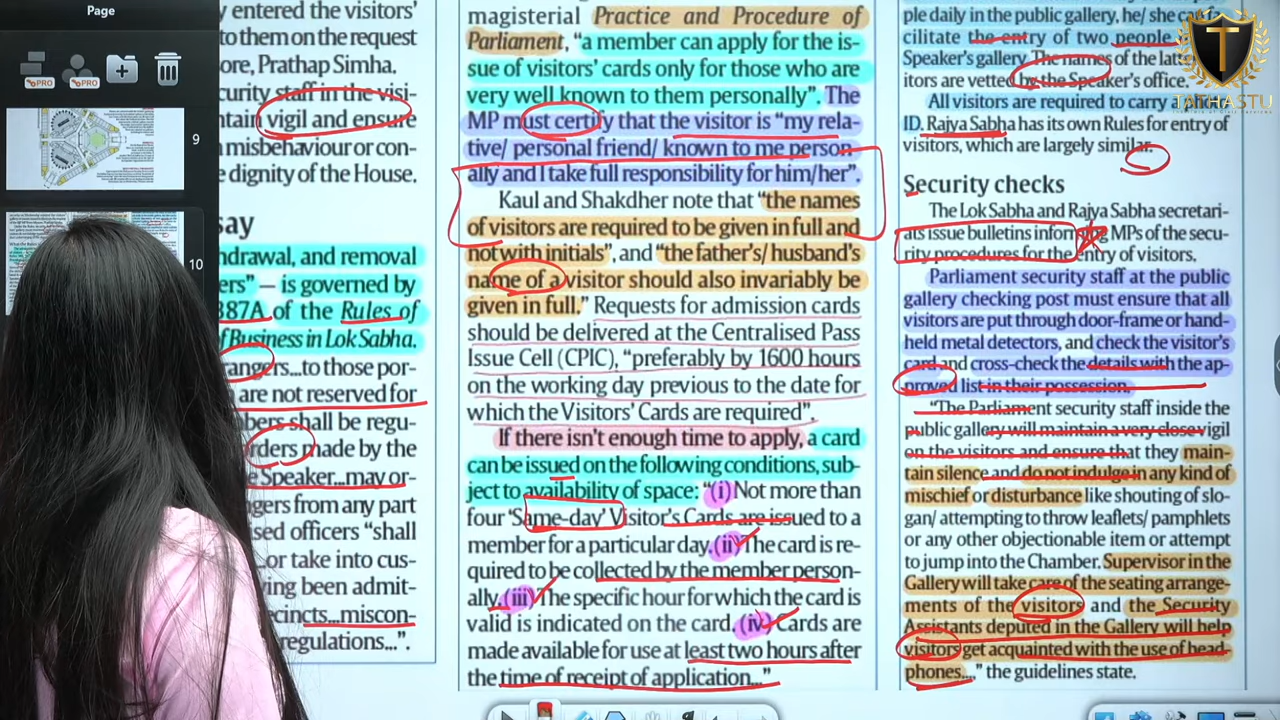 Page
PRO
PRO
9
10
y entered the visitors'
to them on the request
ore, Prathap Simha.
curity staff in the visi-
ntain vigil and ensure
misbehaviour or con-
e dignity of the House.
say
hdrawal, and removal
ers" — is governed by
387A of the Rules of
f Business in Lok Sabha.
rangers...to those por-
are not reserved for
bers shall be regu-
rders made by the
e Speaker...may or-
ngers from any part
sed officers "shall
..or take into cus-
ving been admit-
cincts...miscon-
regulations...".
magisterial Practice and Procedure of
Parliament, "a member can apply for the is-
sue of visitors' cards only for those who are
very well known to them personally". The
MP must certify that the visitor is "my rela-
tive/ personal friend/ known to me person-
ally and I take full responsibility for him/her".
Kaul and Shakdher note that "the names
of visitors are required to be given in full and
not with initials", and "the father's/ husband's
name of a visitor should also invariably be
given in full." Requests for admission cards
should be delivered at the Centralised Pass
Issue Cell (CPIC), "preferably by 1600 hours
on the working day previous to the date for
which the Visitors' Cards are required".
If there isn't enough time to apply, a card
can be issued on the following conditions, sub-
ject to availability of space: "(i) Not more than
four 'Same-day' Visitor's Cards are issued to a
member for a particular day. (ii) The card is re-
quired to be collected by the member person-
ally. (iii) The specific hour for which the card is
valid is indicated on the card. (iv) Cards are
made available for use at least two hours after
the time of receipt of application..."
ple daily in the public gallery, he/ she can fa-
cilitate the entry of two people
Speaker's gallery. The names of the latter
itors are vetted by the Speaker's office.
All visitors are required to carry a
ID. Rajya Sabha has its own Rules for entry of
visitors, which are largely similar.
Security checks
The Lok Sabha and Rajya Sabha secretari-
ats issue bulletins informing MPs of the secu-
rity procedures for the entry of visitors.
Parliament security staff at the public
gallery checking post must ensure that all
visitors are put through door-frame or hand-
held metal detectors, and check the visitor's
card and cross-check the details with the ap-
proved list in their possession.
"The Parliament security staff inside the
public gallery will maintain a very close vigil
on the visitors and ensure that they main-
tain silence and do not indulge in any kind of
mischief or disturbance like shouting of slo-
gan/ attempting to throw leaflets/ pamphlets
or any other objectionable item or attempt
to jump into the Chamber. Supervisor in the
Gallery will take care of the seating arrange-
ments of the visitors and the Security
Assistants deputed in the Gallery will help
visitors get acquainted with the use of head-
phones...." the guidelines state.
T
TATHASTU